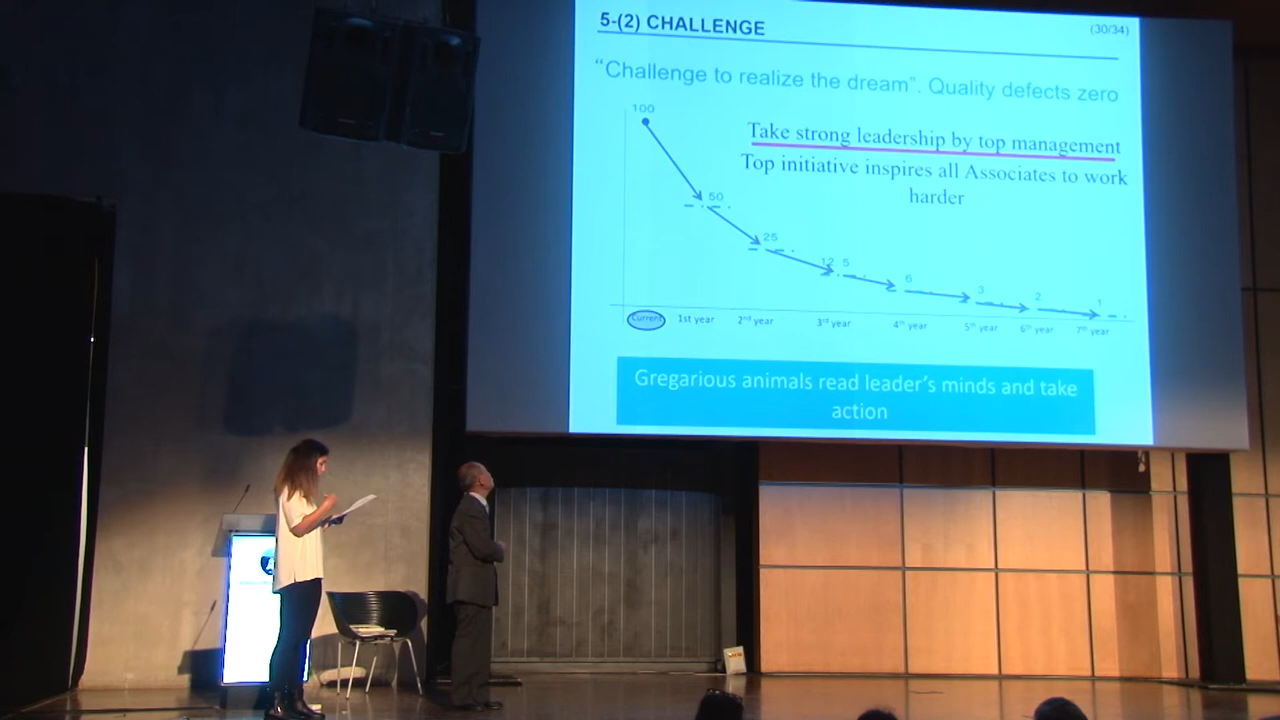 5-(2) CHALLENGE
(30/34)
“Challenge to realize the dream”. Quality defects zero
100
Take strong leadership by top management
Top initiative inspires all Associates to work
harder
50
25
12 5
6
3
2
1
Current
1st year
2nd year
3rd year
4th year
5th year
6th year
7th year
Gregarious animals read leader’s minds and take
action